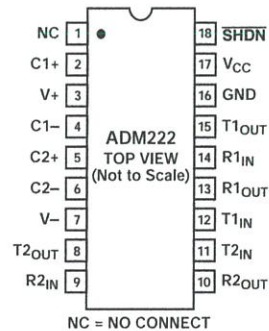 NC 1 18 SHDN
C1+ 2 17 VCC
V+ 3 16 GND
C1– 4 15 T1OUT
ADM222
C2+ 5 TOP VIEW 14 R1IN
(Not to Scale)
C2– 6 13 R1OUT
V– 7 12 T1IN
T2OUT 8 11 T2IN
R2IN 9 10 R2OUT
NC = NO CONNECT